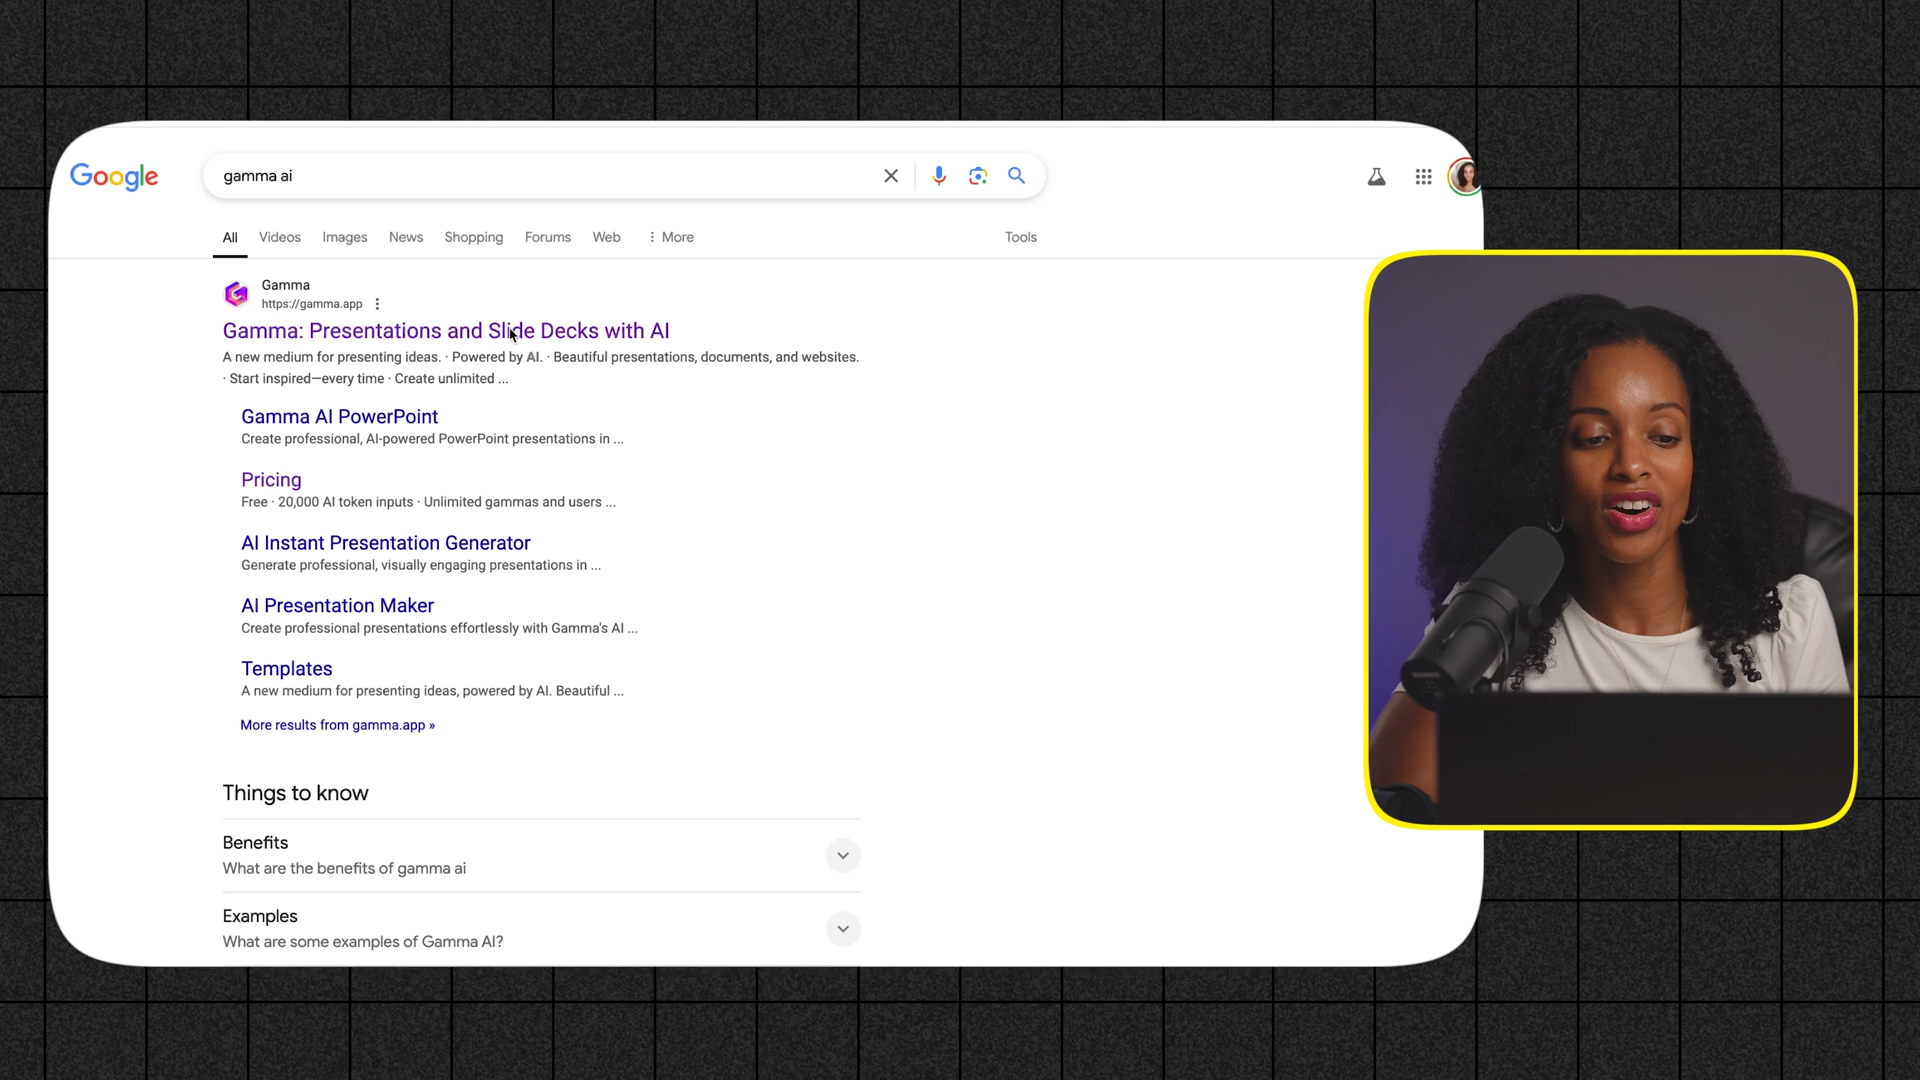 Google
gamma ai
All Videos Images News Shopping Forums Web More Tools
Gamma
https://gamma.app
Gamma: Presentations and Slide Decks with AI
A new medium for presenting ideas. · Powered by AI. · Beautiful presentations, documents, and websites.
· Start inspired—every time · Create unlimited ...
Gamma AI PowerPoint
Create professional, AI-powered PowerPoint presentations in ...
Pricing
Free · 20,000 AI token inputs · Unlimited gammas and users ...
AI Instant Presentation Generator
Generate professional, visually engaging presentations in ...
AI Presentation Maker
Create professional presentations effortlessly with Gamma's AI ...
Templates
A new medium for presenting ideas, powered by AI. Beautiful ...
More results from gamma.app »
Things to know
Benefits
What are the benefits of gamma ai
Examples
What are some examples of Gamma AI?